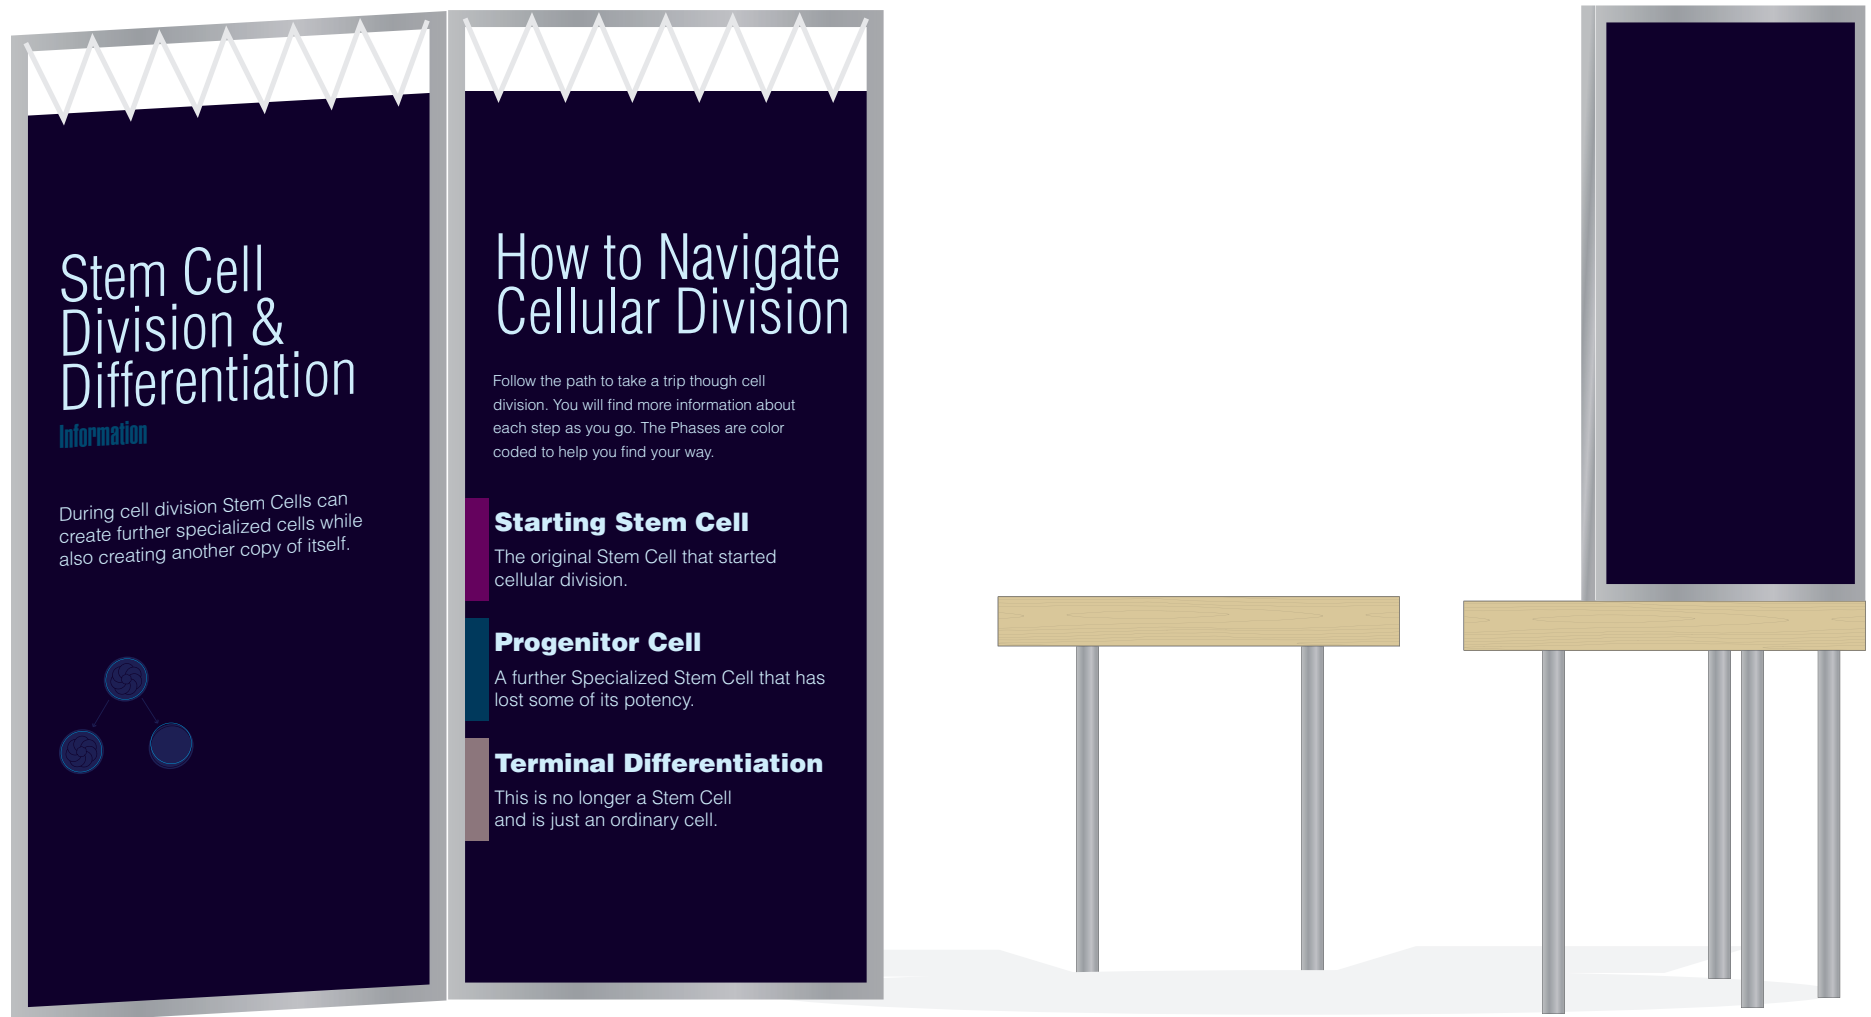 Stem Cell
Division &
Differentiation
Information
During cell division Stem Cells can
create further specialized cells while
also creating another copy of itself.
How to Navigate
Cellular Division
Follow the path to take a trip though cell
division. You will find more information about
each step as you go. The Phases are color
coded to help you find your way.
Starting Stem Cell
The original Stem Cell that started
cellular division.
Progenitor Cell
A further Specialized Stem Cell that has
lost some of its potency.
Terminal Differentiation
This is no longer a Stem Cell
and is just an ordinary cell.